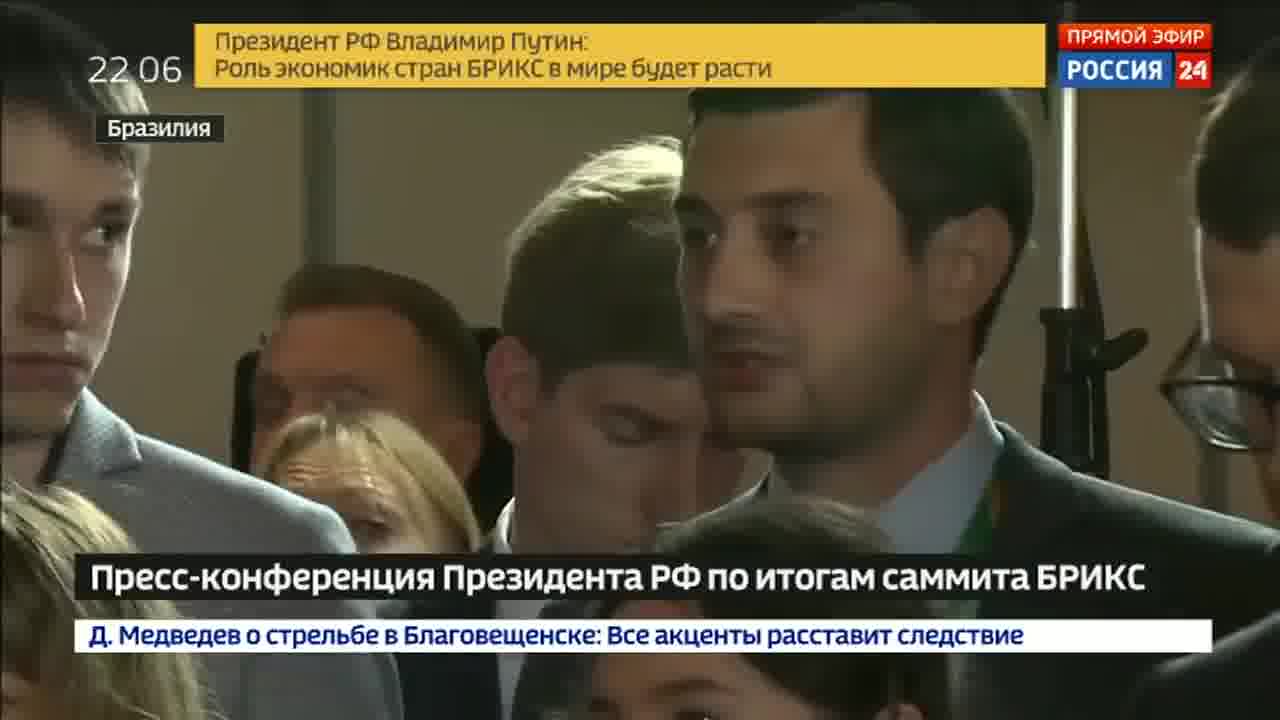 22:06
Президент РФ Владимир Путин:
Роль экономик стран БРИКС в мире будет расти
ПРЯМОЙ ЭФИР
РОССИЯ 24
Бразилия
Пресс-конференция Президента РФ по итогам саммита БРИКС
Д. Медведев о стрельбе в Благовещенске: Все акценты расставит следствие